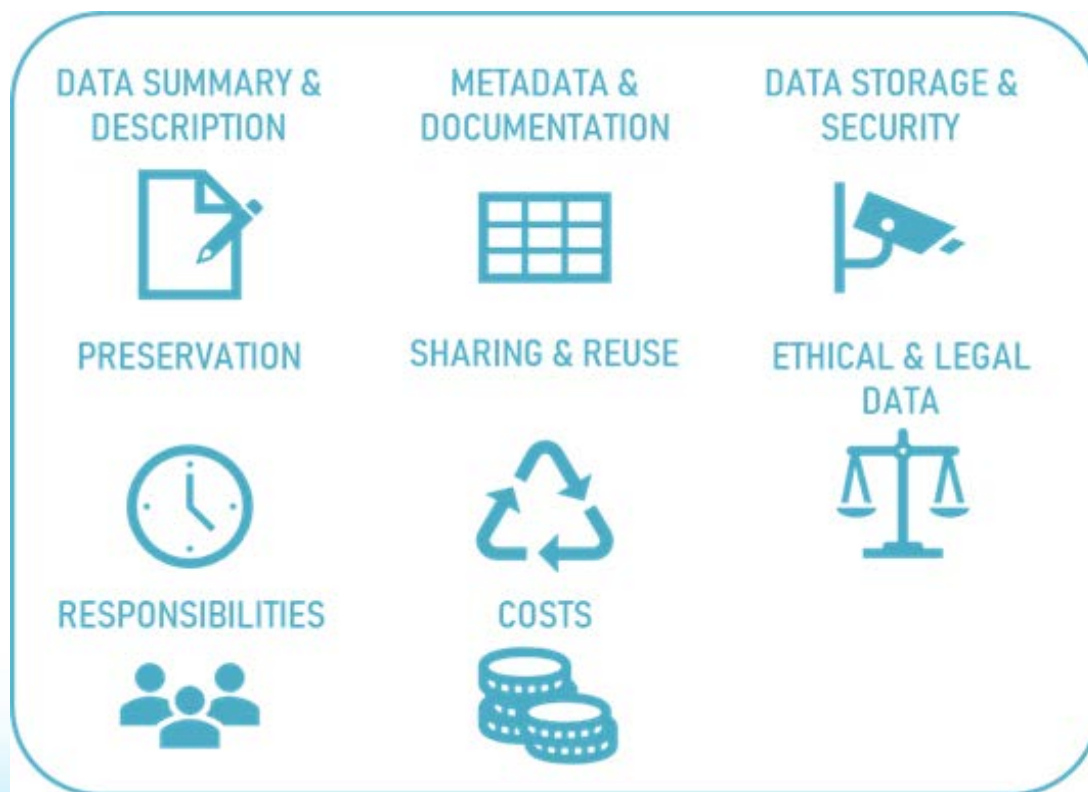 DATA SUMMARY &
DESCRIPTION
METADATA &
DOCUMENTATION
DATA STORAGE &
SECURITY
PRESERVATION
SHARING & REUSE
ETHICAL & LEGAL
DATA
RESPONSIBILITIES
COSTS